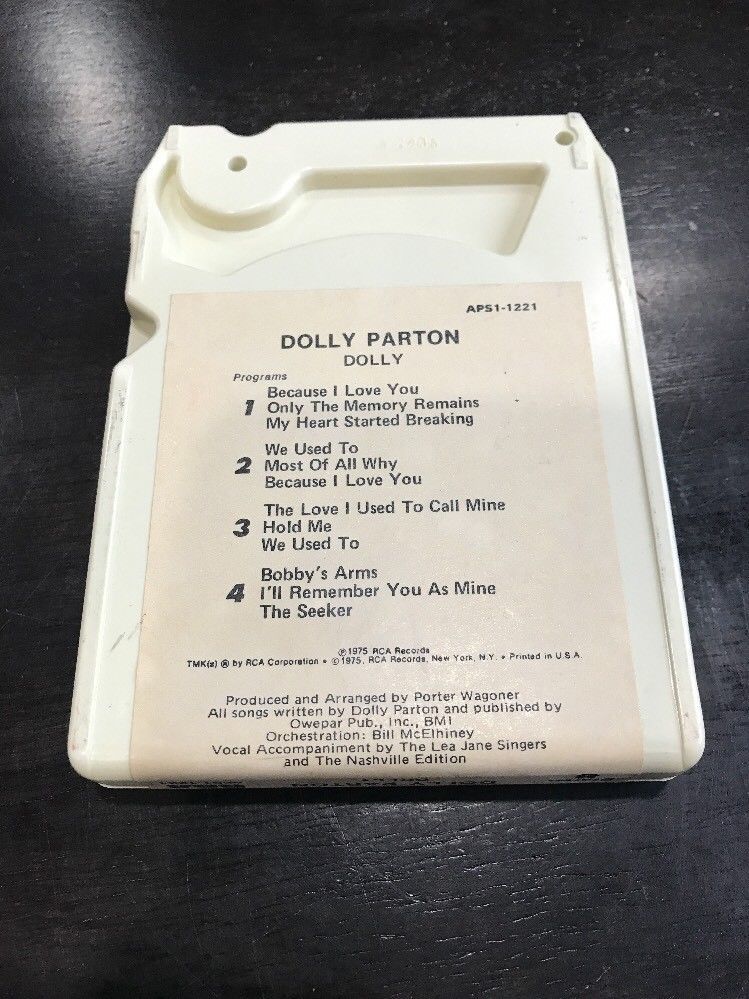 APS1-1221
DOLLY PARTON
DOLLY
Programs
1
Because I Love You
Only The Memory Remains
My Heart Started Breaking
2
We Used To
Most Of All Why
Because I Love You
3
The Love I Used To Call Mine
Hold Me
We Used To
4
Bobby's Arms
I'll Remember You As Mine
The Seeker
℗1975 RCA Records
TMK(s) ® by RCA Corporation • ©1975, RCA Records, New York, N.Y. • Printed in U.S.A.
Produced and Arranged by Porter Wagoner
All songs written by Dolly Parton and published by
Owepar Pub., Inc., BMI
Orchestration: Bill McElhiney
Vocal Accompaniment by The Lea Jane Singers
and The Nashville Edition